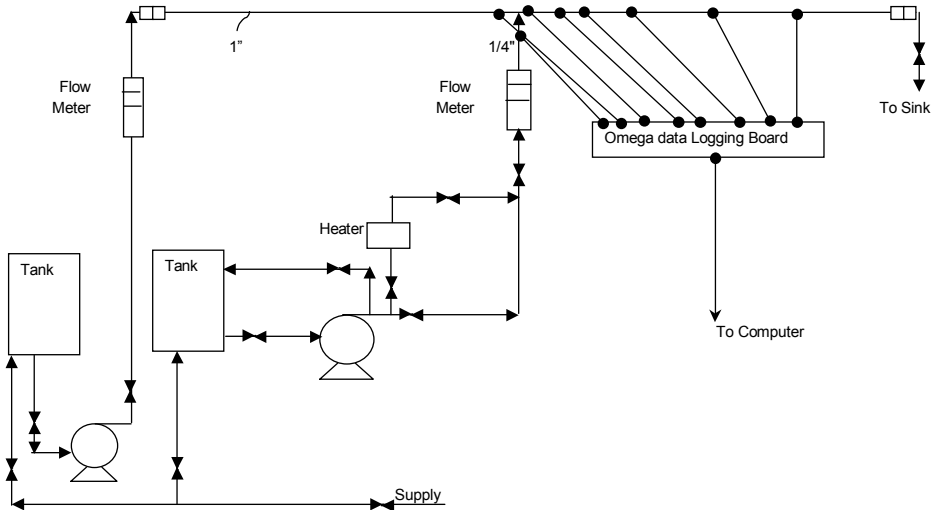 1”
1/4"
Flow
Meter
Flow
Meter
To Sink
Omega data Logging Board
Heater
Tank
Tank
To Computer
Supply